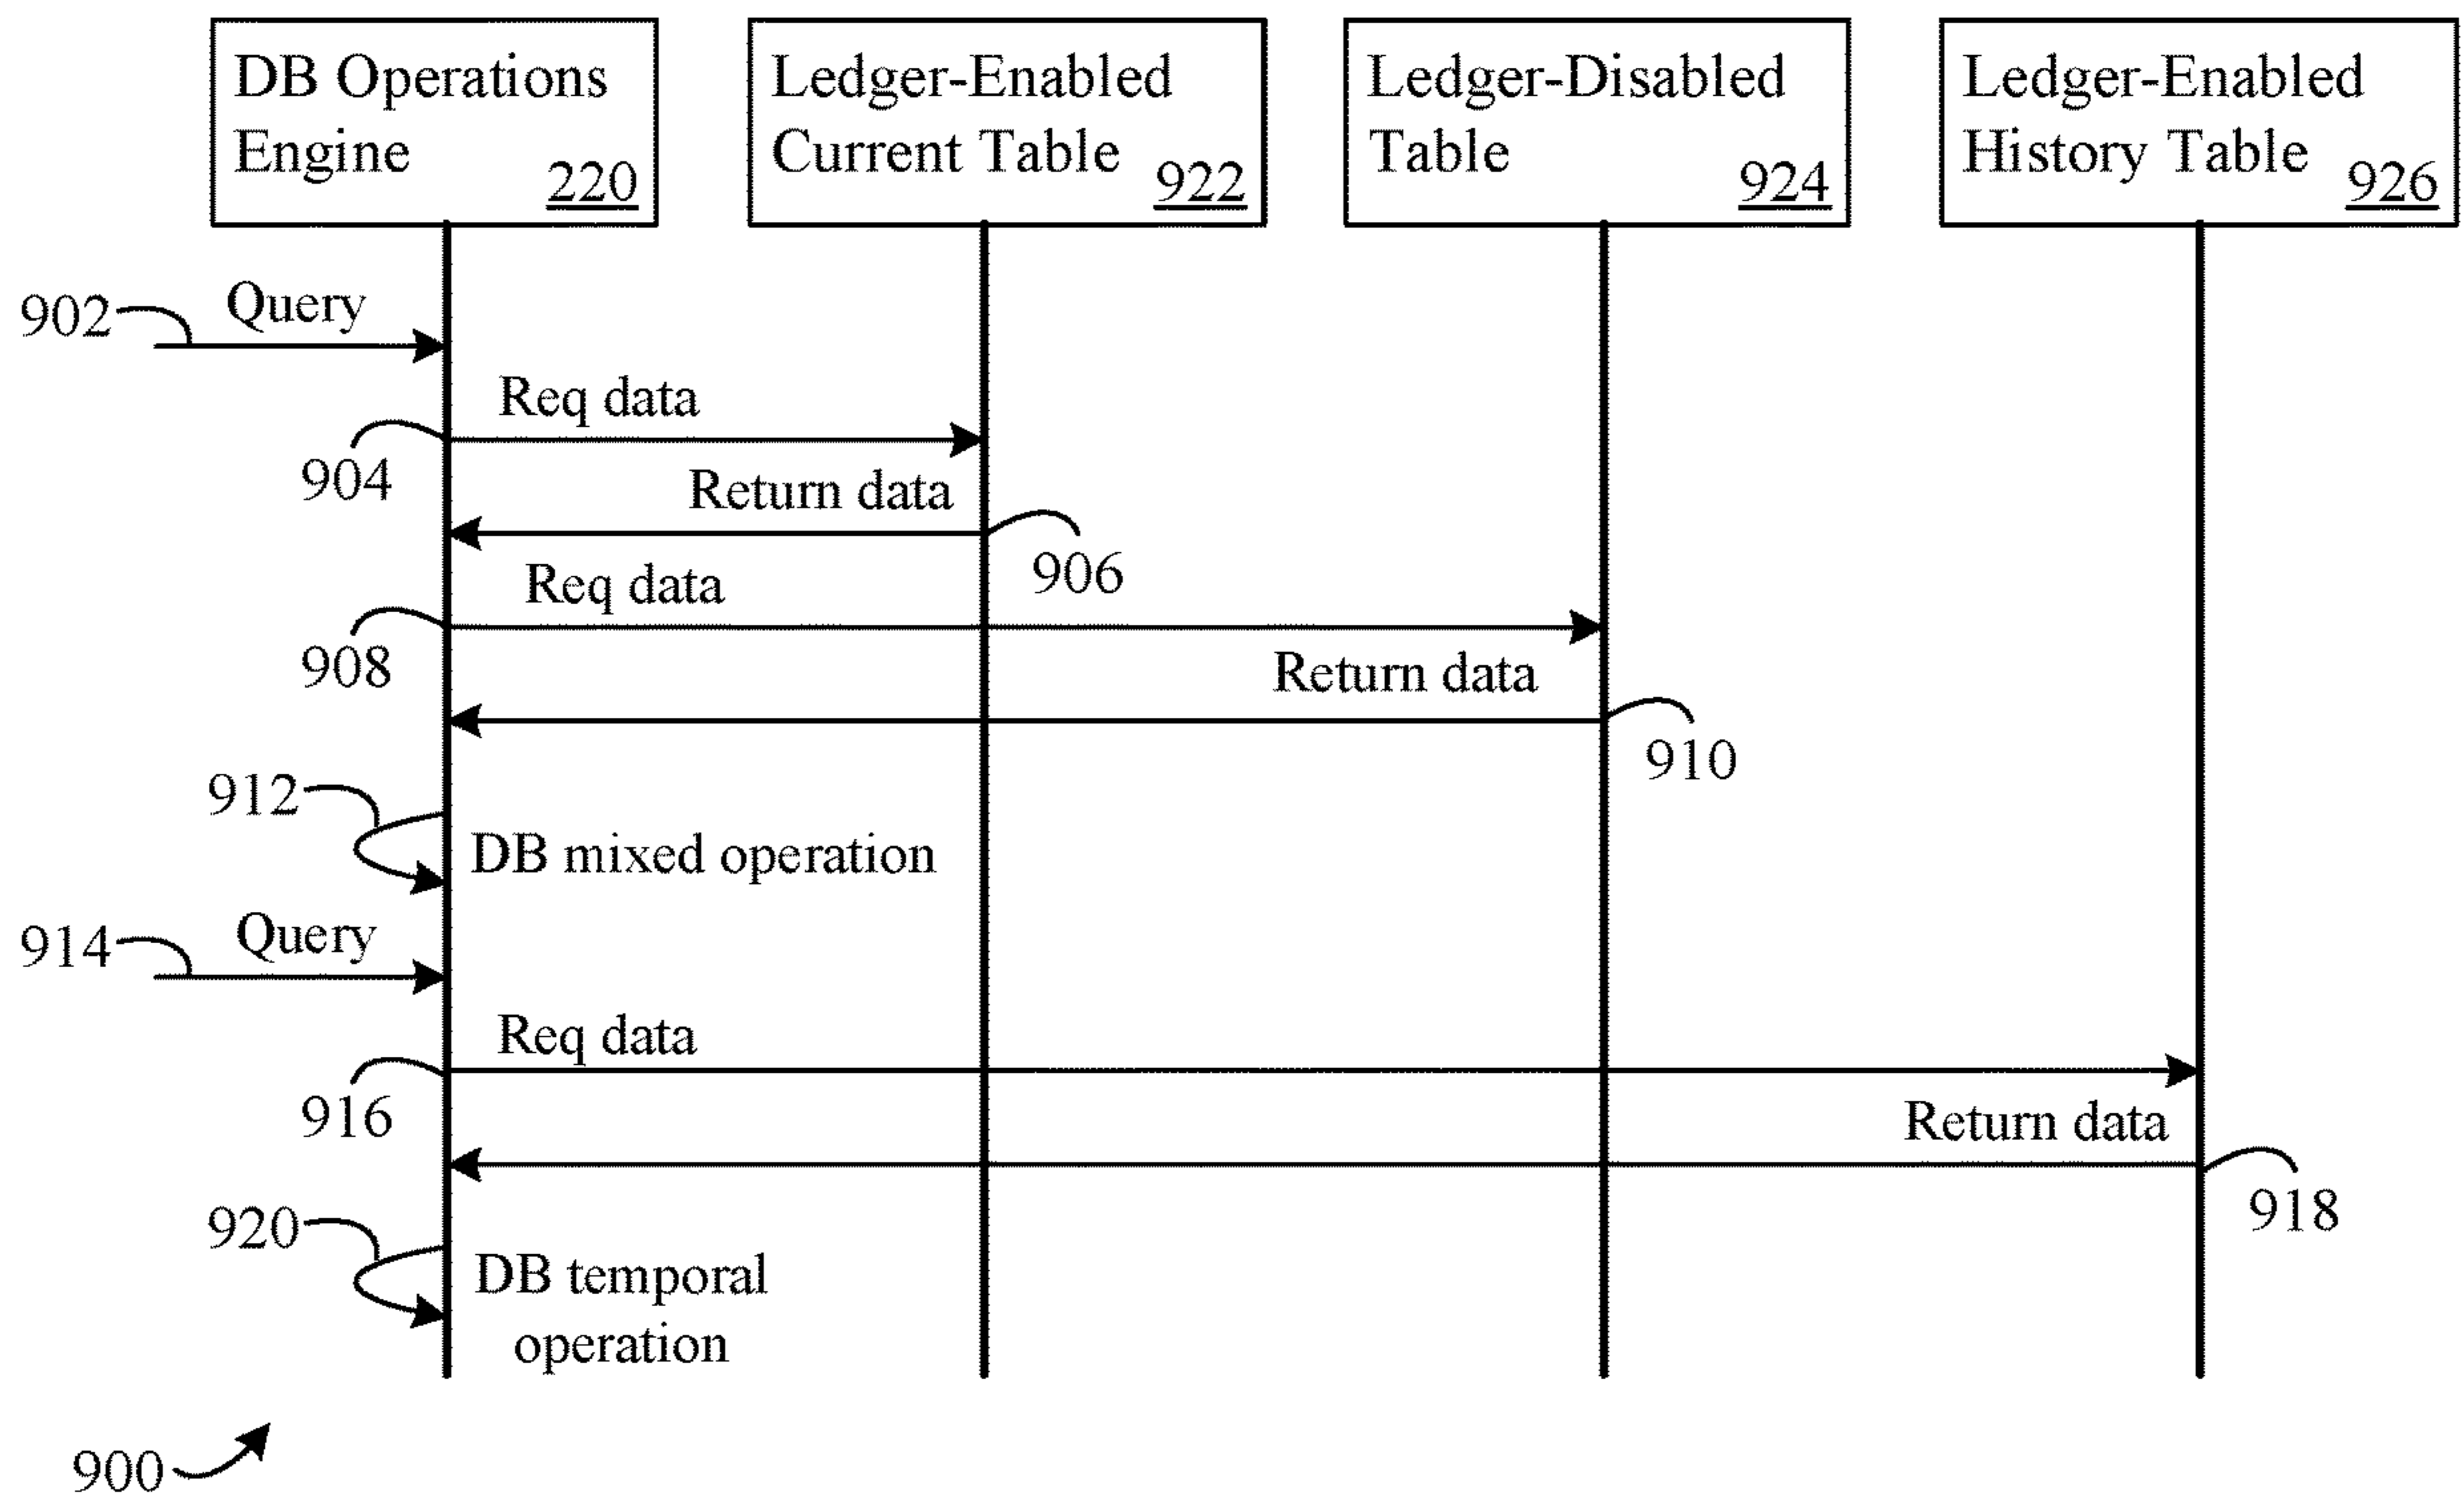 DB Operations
Engine
220
Ledger-Enabled
Current Table
922
Ledger-Disabled
Table
924
Ledger-Enabled
History Table
926
902
Query
Req data
904
Return data
906
Req data
908
Return data
910
912
DB mixed operation
914
Query
Req data
916
Return data
918
920
DB temporal
operation
900